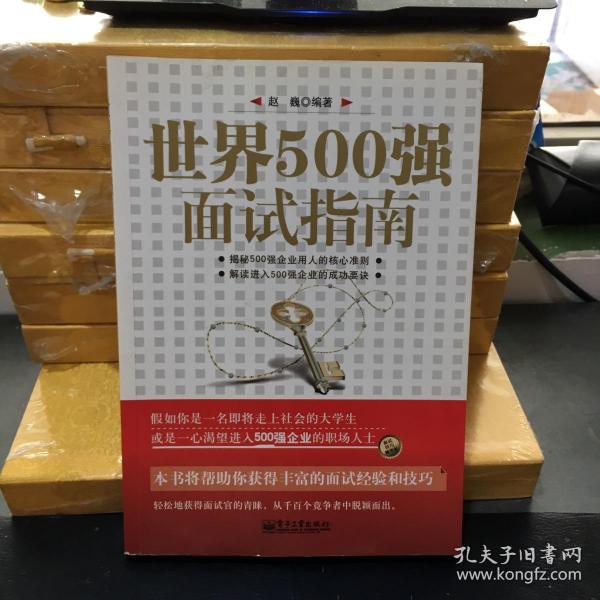 赵 巍◎编著
世界500强
面试指南
● 揭秘500强企业用人的核心准则 ●
● 解读进入500强企业的成功要诀 ●
假如你是一名即将走上社会的大学生
或是一心渴望进入500强企业的职场人士
本书将帮助你获得丰富的面试经验和技巧
轻松地获得面试官的青睐，从千百个竞争者中脱颖而出。
电子工业出版社
孔夫子旧书网
www.kongfz.com